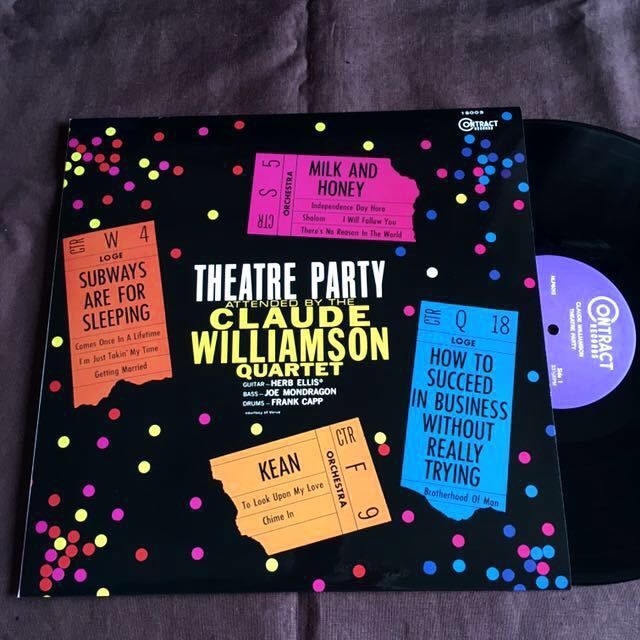 15003
CONTRACT
RECORDS
CTR S 5
ORCHESTRA
MILK AND
HONEY
Independence Day Hora
Shalom I Will Follow You
There's No Reason In The World
CTR W 4
LOGE
SUBWAYS
ARE FOR
SLEEPING
Comes Once In A Lifetime
I'm Just Takin' My Time
Getting Married
THEATRE PARTY
ATTENDED BY THE
CLAUDE
WILLIAMSON
QUARTET
GUITAR – HERB ELLIS*
BASS – JOE MONDRAGON
DRUMS – FRANK CAPP
*courtesy of Verve
CTR Q 18
LOGE
HOW TO
SUCCEED
IN BUSINESS
WITHOUT
REALLY
TRYING
Brotherhood Of Man
KEAN
To Look Upon My Love
Chime In
CTR F 9
ORCHESTRA
CONTRACT
RECORDS
CLAUDE WILLIAMSON
THEATRE PARTY
Side 1